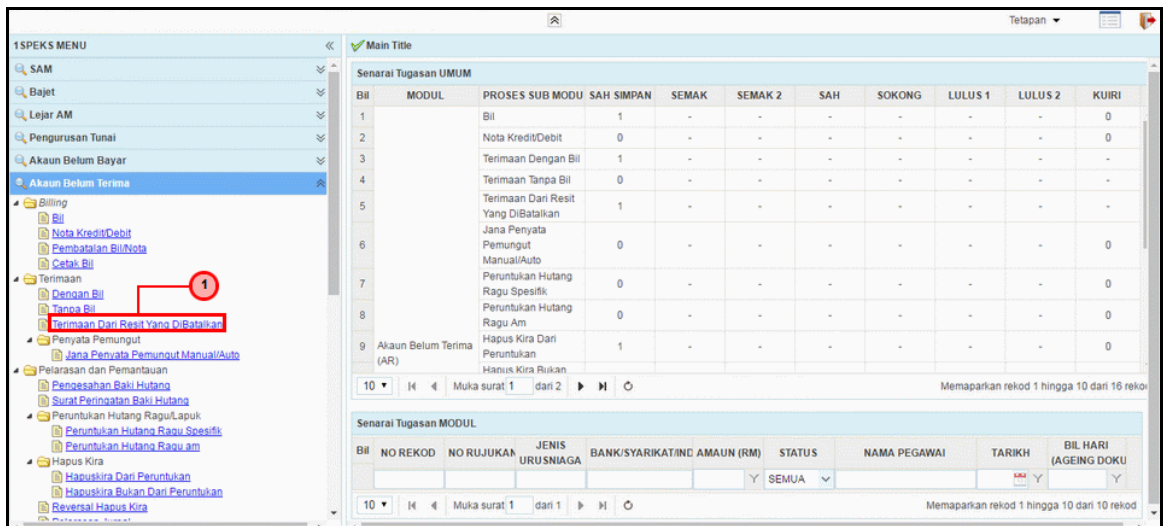 Tetapan
1SPEKS MENU
SAM
Bajet
Lejar AM
Pengurusan Tunai
Akaun Belum Bayar
Akaun Belum Terima
Billing
Bil
Nota Kredit/Debit
Pembatalan Bil/Nota
Cetak Bil
Terimaan
1
Dengan Bil
Tanpa Bil
Terimaan Dari Resit Yang DiBatalkan
Penyata Pemungut
Jana Penyata Pemungut Manual/Auto
Pelarasan dan Pemantauan
Pengesahan Baki Hutang
Surat Peringatan Baki Hutang
Peruntukan Hutang Ragu/Lapuk
Peruntukan Hutang Ragu Spesifik
Peruntukan Hutang Ragu am
Hapus Kira
Hapuskira Dari Peruntukan
Hapuskira Bukan Dari Peruntukan
Reversal Hapus Kira
Main Title
Senarai Tugasan UMUM
Bil MODUL PROSES SUB MODU SAH SIMPAN SEMAK SEMAK 2 SAH SOKONG LULUS 1 LULUS 2 KUIRI
1 Bil 1 - - - - - - 0
2 Nota Kredit/Debit 0 - - - - - - 0
3 Terimaan Dengan Bil 1 - - - - - - -
4 Terimaan Tanpa Bil 0 - - - - - - -
Terimaan Dari Resit
5 Yang DiBatalkan 1 - - - - - - -
Jana Penyata
6 Pemungut 0 - - - - - - 0
Manual/Auto
7 Peruntukan Hutang 0 - - - - - - 0
Ragu Spesifik
8 Peruntukan Hutang 0 - - - - - - 0
Ragu Am
9 Akaun Belum Terima Hapus Kira Dari 1 - - - - - - 0
(AR) Peruntukan
Hapus Kira Bukan
10 Muka surat 1 dari 2 Memaparkan rekod 1 hingga 10 dari 16 reko
Senarai Tugasan MODUL
Bil NO REKOD NO RUJUKAN JENIS URUSNIAGA BANK/SYARIKAT/IND AMAUN (RM) STATUS NAMA PEGAWAI TARIKH BIL HARI (AGEING DOKU
SEMUA
10 Muka surat 1 dari 1 Memaparkan rekod 1 hingga 10 dari 10 rekod